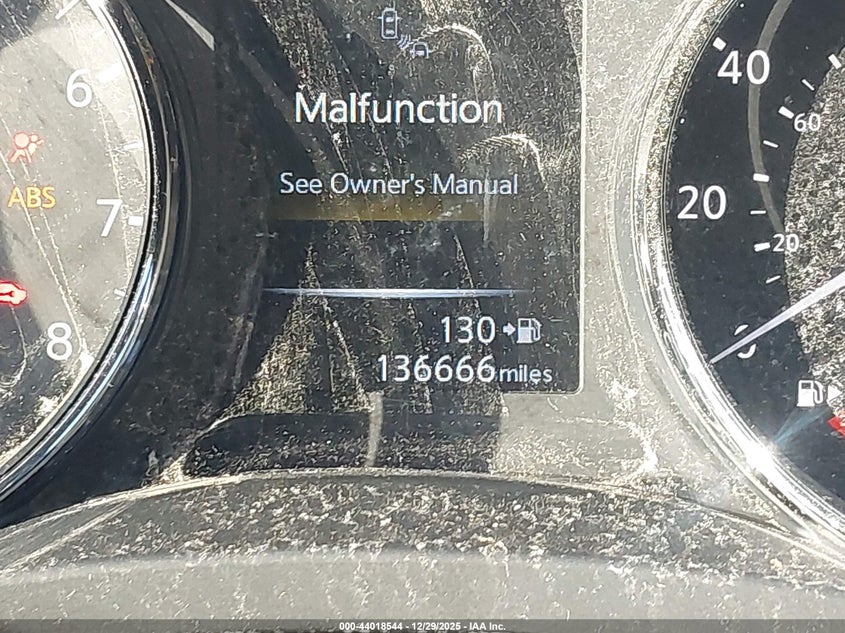 6
7
8
ABS
Malfunction
See Owner's Manual
130
136666 miles
40
60
20
20
0
000-44018544 - 12/29/2025 - IAA Inc.